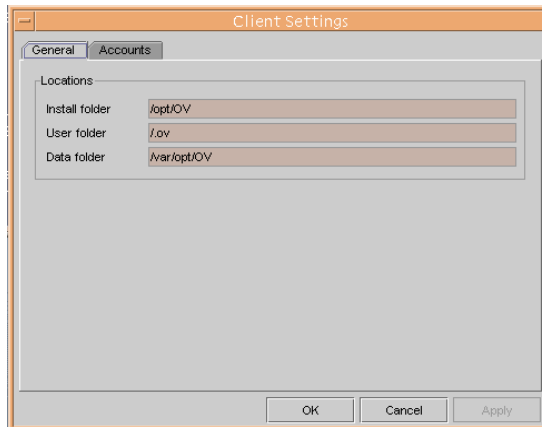 Client Settings
General Accounts
Locations
Install folder /opt/OV
User folder /.ov
Data folder /var/opt/OV
OK Cancel Apply